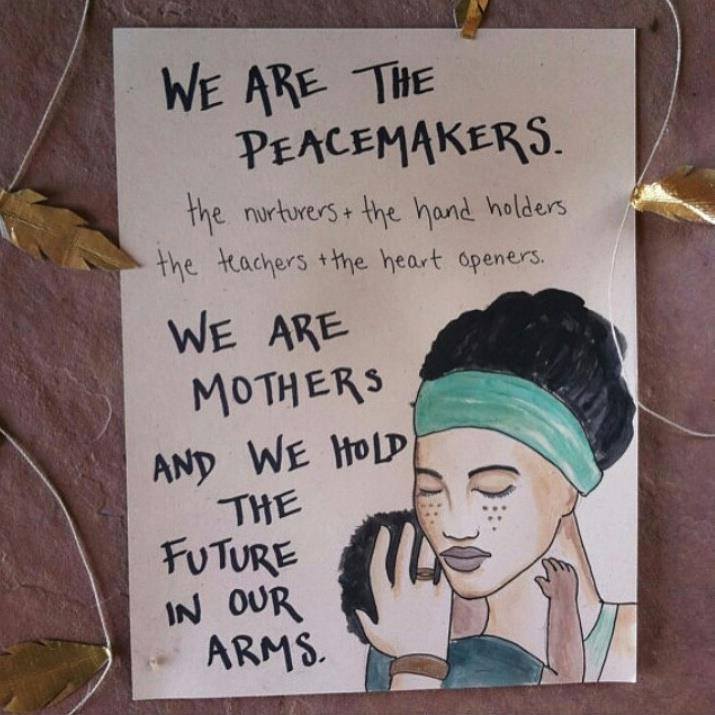 WE ARE THE
PEACEMAKERS.
the nurturers + the hand holders
the teachers + the heart openers.
WE ARE
MOTHERS
AND WE HOLD
THE
FUTURE
IN OUR
ARMS.